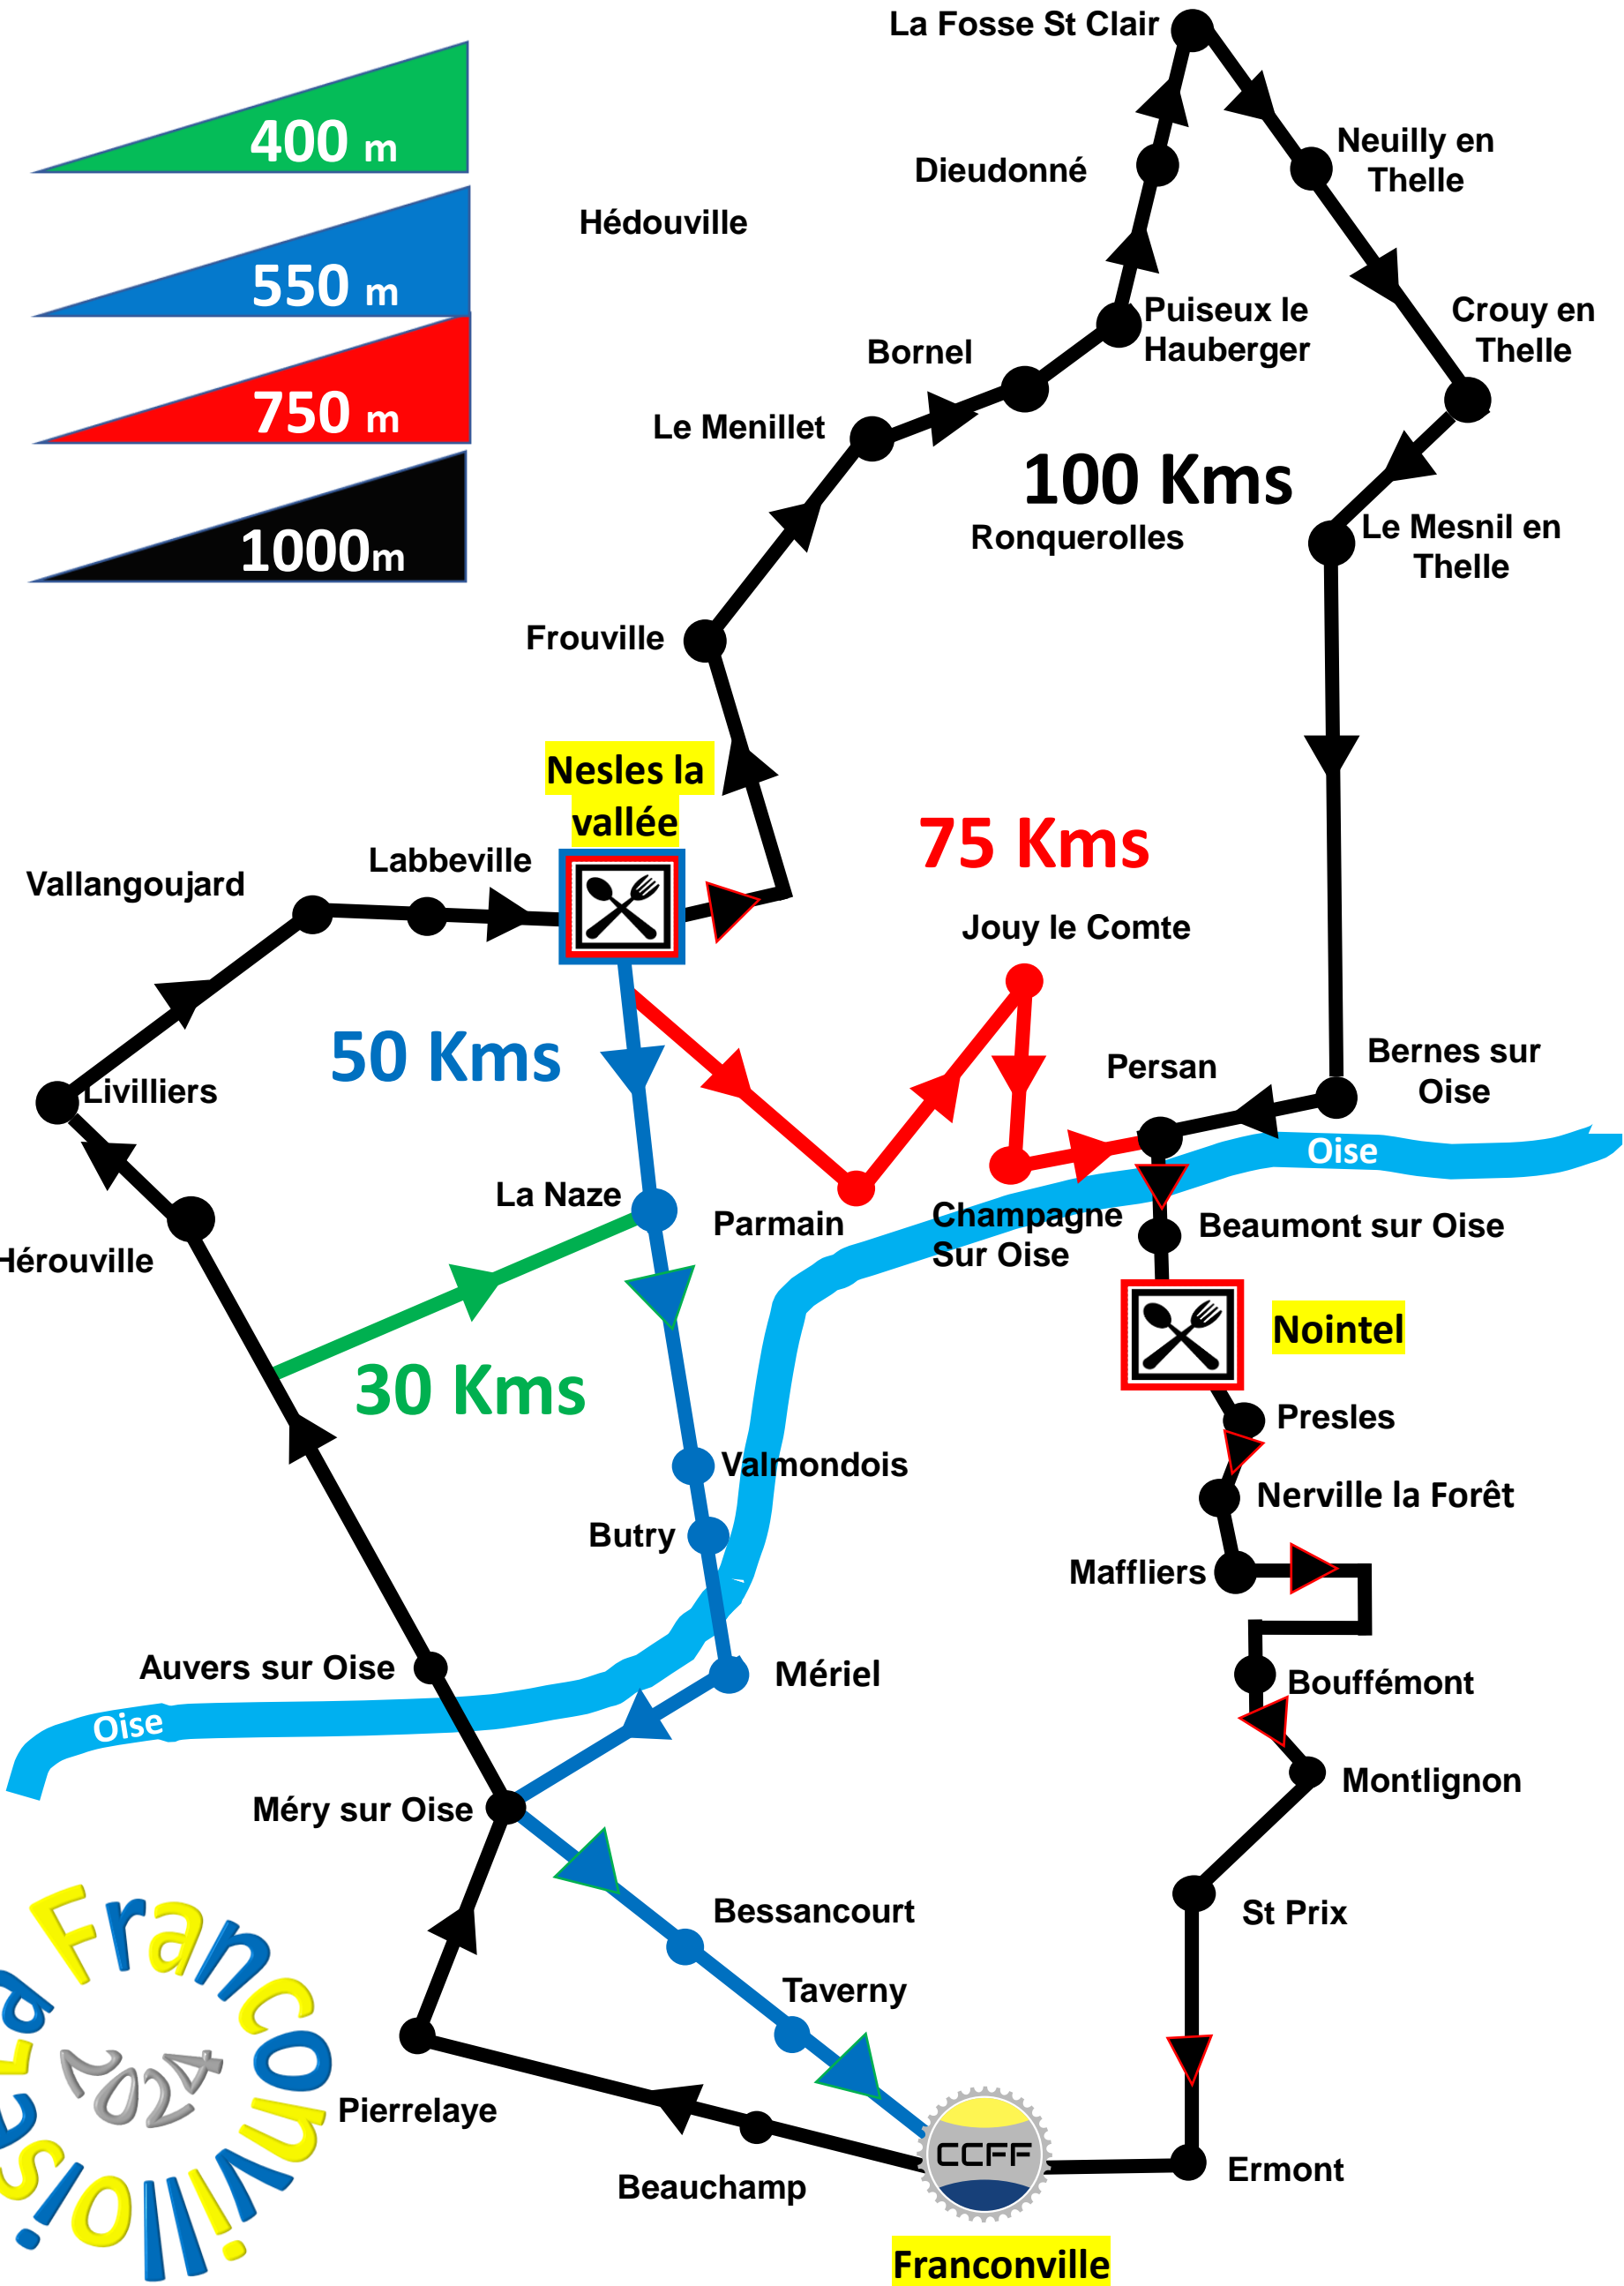 La Fosse St Clair
400 m
Neuilly en
Thelle
Dieudonné
Hédouville
550 m
Puiseux le
Hauberger
Crouy en
Thelle
Bornel
750 m
Le Menillet
100 Kms
Ronquerolles
Le Mesnil en
Thelle
1000m
Frouville
Nesles la
vallée
75 Kms
Labbeville
Vallangoujard
Jouy le Comte
50 Kms
Persan
Bernes sur
Oise
Livilliers
Oise
La Naze
Parmain
Champagne
Sur Oise
Beaumont sur Oise
Hérouville
Nointel
30 Kms
Presles
Valmondois
Nerville la Forêt
Butry
Maffliers
Auvers sur Oise
Mériel
Bouffémont
Oise
Méry sur Oise
Montlignon
Bessancourt
St Prix
Taverny
La Franconvilloise
2024
Pierrelaye
CCFF
Beauchamp
Ermont
Franconville